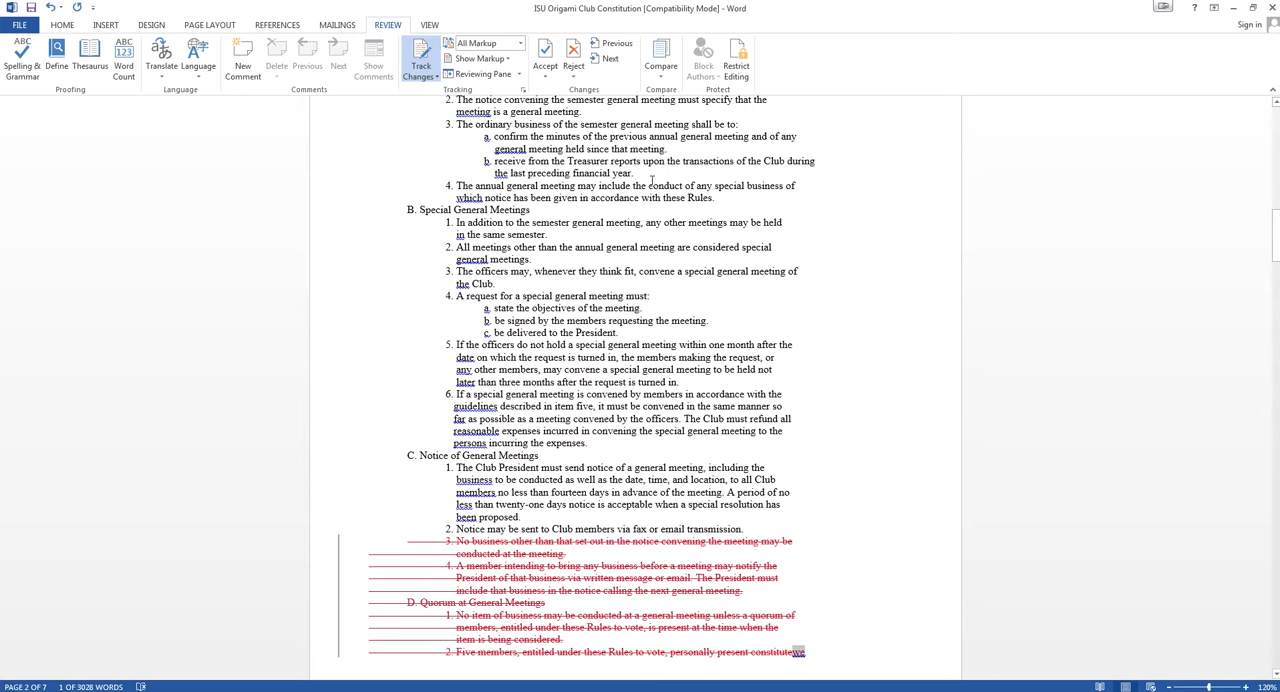 ISU Origami Club Constitution [Compatibility Mode] - Word
FILE HOME INSERT DESIGN PAGE LAYOUT REFERENCES MAILINGS REVIEW VIEW Sign in
Spelling & Grammar Define Thesaurus Word Count Translate Language New Comment Delete Previous Next Show Comments Track Changes All Markup Show Markup Reviewing Pane Accept Reject Previous Next Compare Block Authors Restrict Editing
Proofing Language Comments Tracking Changes Compare Protect
2. The notice convening the semester general meeting must specify that the
meeting is a general meeting.
3. The ordinary business of the semester general meeting shall be to:
a. confirm the minutes of the previous annual general meeting and of any
general meeting held since that meeting.
b. receive from the Treasurer reports upon the transactions of the Club during
the last preceding financial year.
4. The annual general meeting may include the conduct of any special business of
which notice has been given in accordance with these Rules.
B. Special General Meetings
1. In addition to the semester general meeting, any other meetings may be held
in the same semester.
2. All meetings other than the annual general meeting are considered special
general meetings.
3. The officers may, whenever they think fit, convene a special general meeting of
the Club.
4. A request for a special general meeting must:
a. state the objectives of the meeting.
b. be signed by the members requesting the meeting.
c. be delivered to the President.
5. If the officers do not hold a special general meeting within one month after the
date on which the request is turned in, the members making the request, or
any other members, may convene a special general meeting to be held not
later than three months after the request is turned in.
6. If a special general meeting is convened by members in accordance with the
guidelines described in item five, it must be convened in the same manner so
far as possible as a meeting convened by the officers. The Club must refund all
reasonable expenses incurred in convening the special general meeting to the
persons incurring the expenses.
C. Notice of General Meetings
1. The Club President must send notice of a general meeting, including the
business to be conducted as well as the date, time, and location, to all Club
members no less than fourteen days in advance of the meeting. A period of no
less than twenty-one days notice is acceptable when a special resolution has
been proposed.
2. Notice may be sent to Club members via fax or email transmission.
3. No business other than that set out in the notice convening the meeting may be
conducted at the meeting.
4. A member intending to bring any business before a meeting may notify the
President of that business via written message or email. The President must
include that business in the notice calling the next general meeting.
D. Quorum at General Meetings
1. No item of business may be conducted at a general meeting unless a quorum of
members, entitled under these Rules to vote, is present at the time when the
item is being considered.
2. Five members, entitled under these Rules to vote, personally present constitutewe
PAGE 2 OF 7 1 OF 3028 WORDS 120%